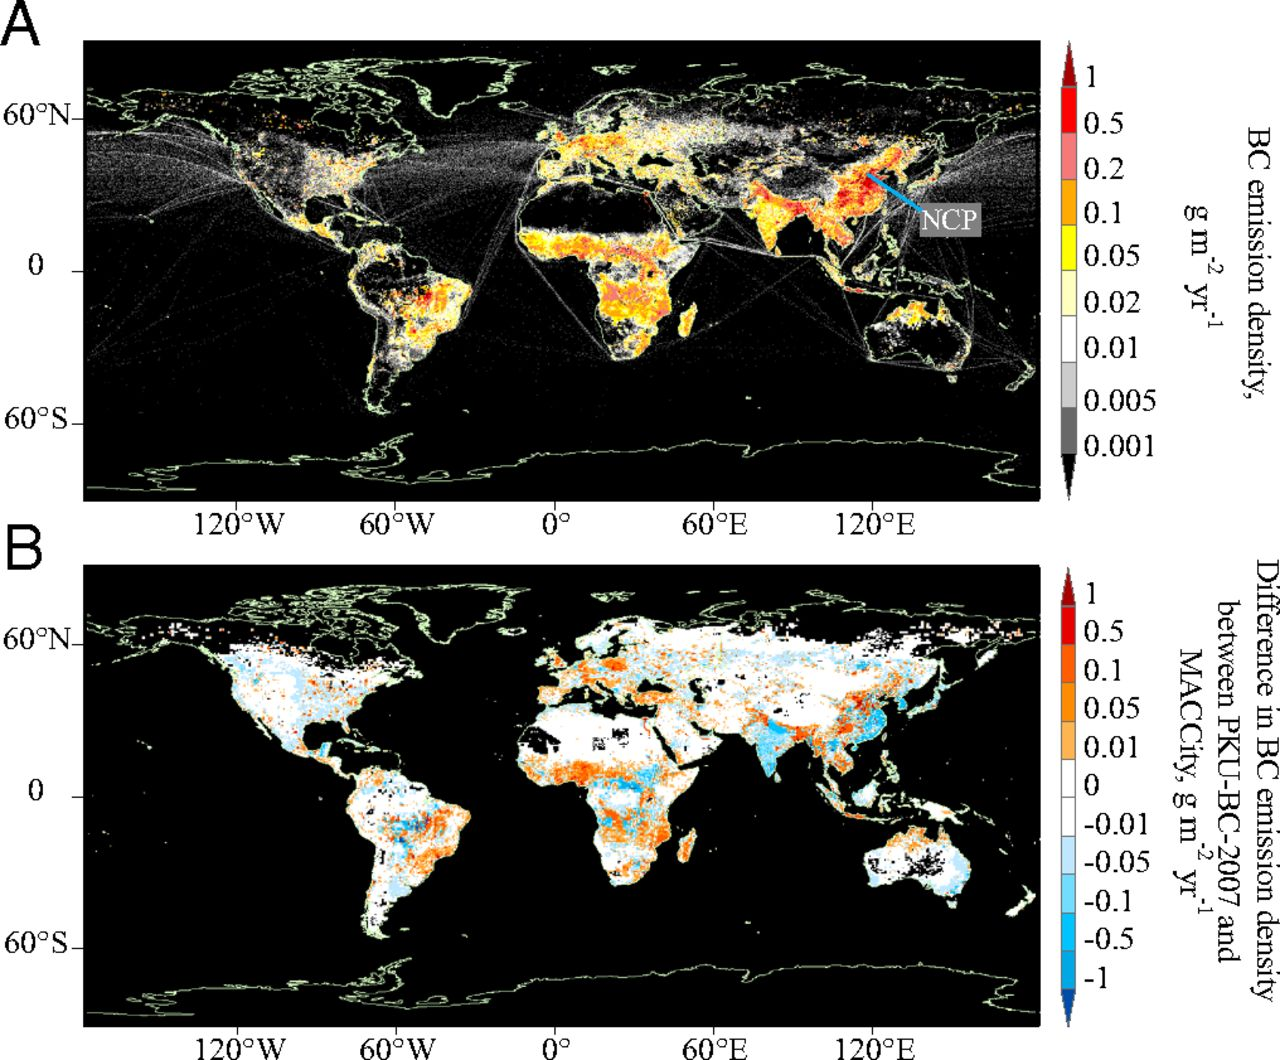 A
60°N
0
60°S
120°W 60°W 0° 60°E 120°E
NCP
1
0.5
0.2
0.1
0.05
0.02
0.01
0.005
0.001
BC emission density,
g m-2 yr-1
B
60°N
0
60°S
120°W 60°W 0° 60°E 120°E
1
0.5
0.1
0.05
0.01
0
-0.01
-0.05
-0.1
-0.5
-1
Difference in BC emission density
between PKU-BC-2007 and
MACCity, g m-2 yr-1